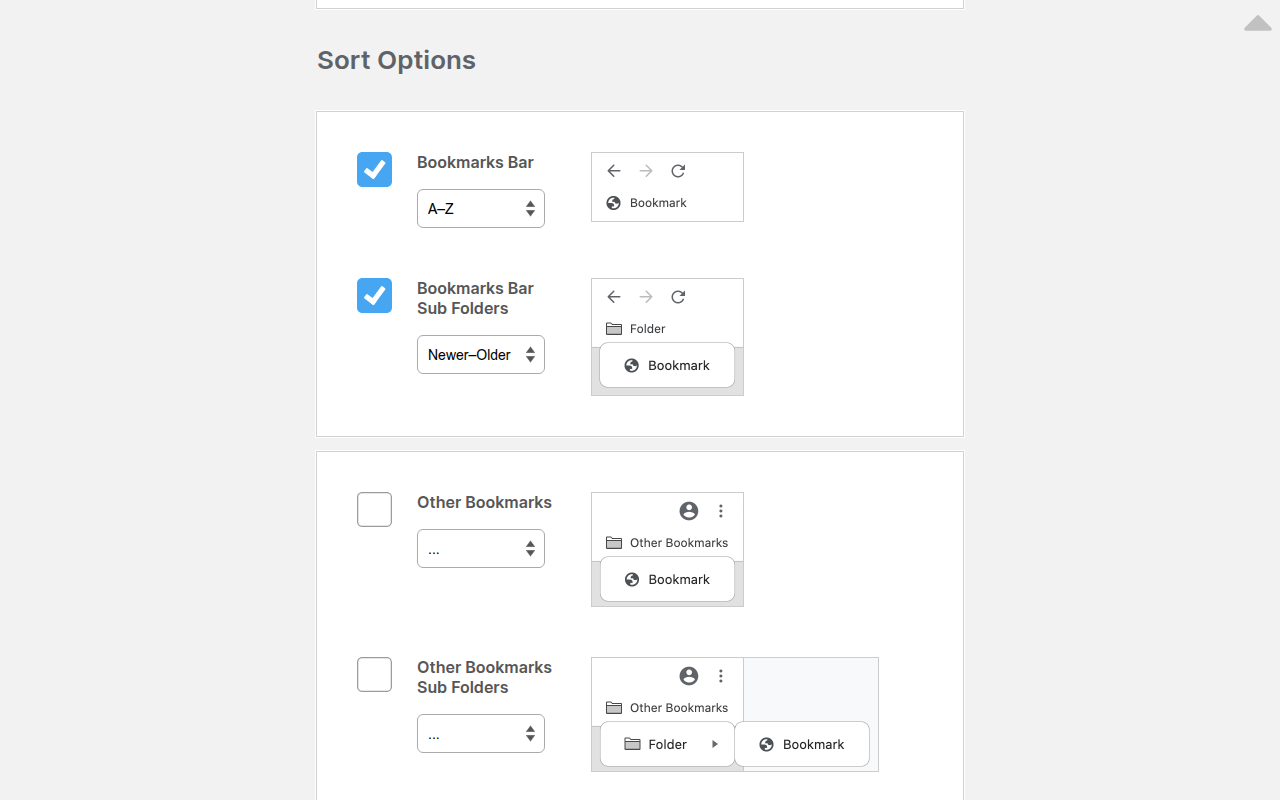 Sort Options
Bookmarks Bar
A–Z
Bookmark
Bookmarks Bar
Sub Folders
Newer–Older
Folder
Bookmark
Other Bookmarks
...
Other Bookmarks
Bookmark
Other Bookmarks
Sub Folders
...
Other Bookmarks
Folder
Bookmark